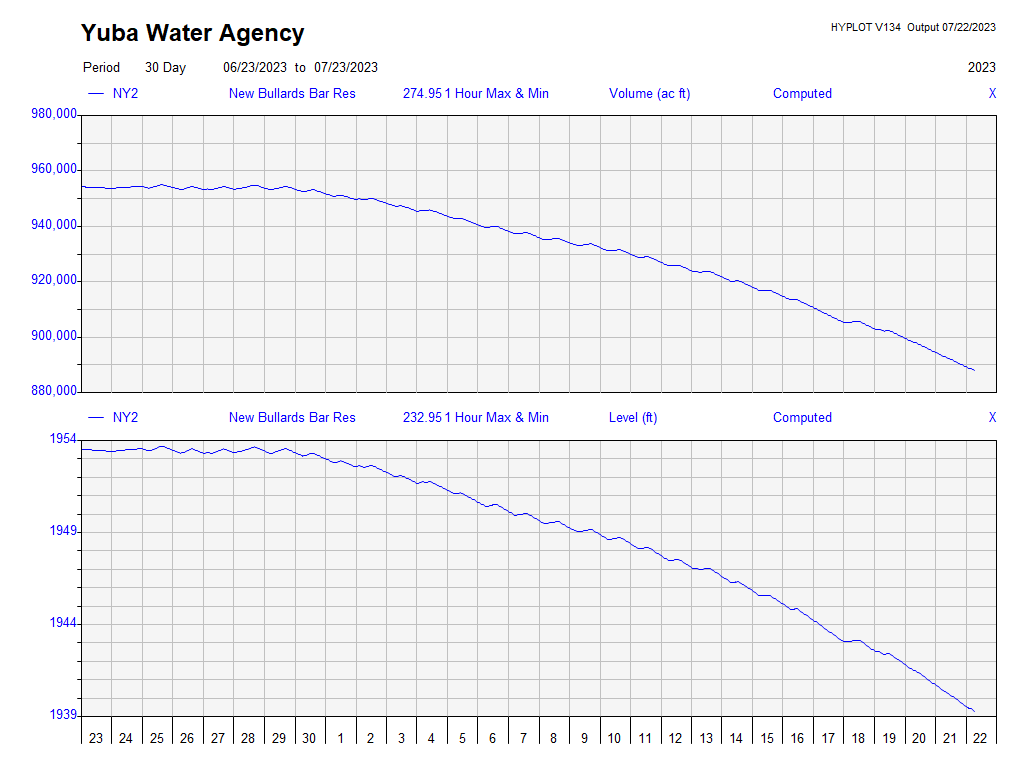 Yuba Water Agency
HYPLOT V134 Output 07/22/2023
Period 30 Day 06/23/2023 to 07/23/2023 2023
NY2 New Bullards Bar Res 274.95 1 Hour Max & Min Volume (ac ft) Computed X
980,000
960,000
940,000
920,000
900,000
880,000
NY2 New Bullards Bar Res 232.95 1 Hour Max & Min Level (ft) Computed X
1954
1949
1944
1939
23 24 25 26 27 28 29 30 1 2 3 4 5 6 7 8 9 10 11 12 13 14 15 16 17 18 19 20 21 22